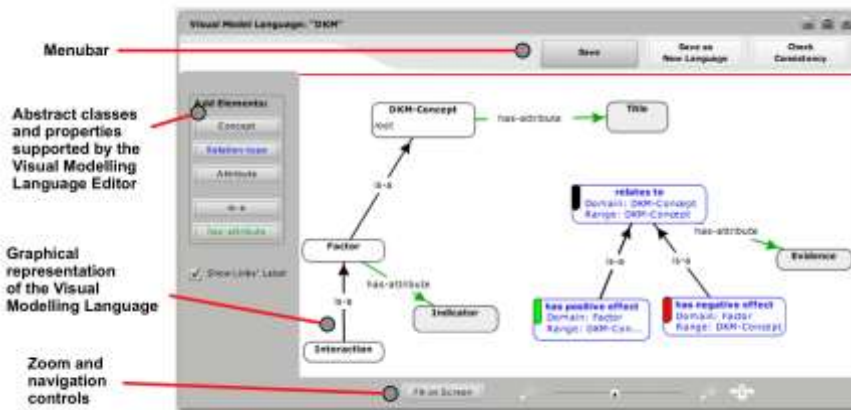 Visual Model Language: "DKM"
Menubar
Save
Save as
New Language
Check
Consistency
Abstract classes
and properties
supported by the
Visual Modelling
Language Editor
Add Elements:
Concept
Relation-type
Attribute
is-a
has-attribute
Show Links' Label
DKM-Concept
root
has-attribute
Title
is-a
relates to
Domain: DKM-Concept
Range: DKM-Concept
has-attribute
Evidence
Factor
has-attribute
is-a
is-a
is-a
Indicator
has positive effect
Domain: Factor
Range: DKM-Con...
has negative effect
Domain: Factor
Range: DKM-Concept
Interaction
Graphical
representation
of the Visual
Modelling Language
Zoom and
navigation
controls
Fit on Screen